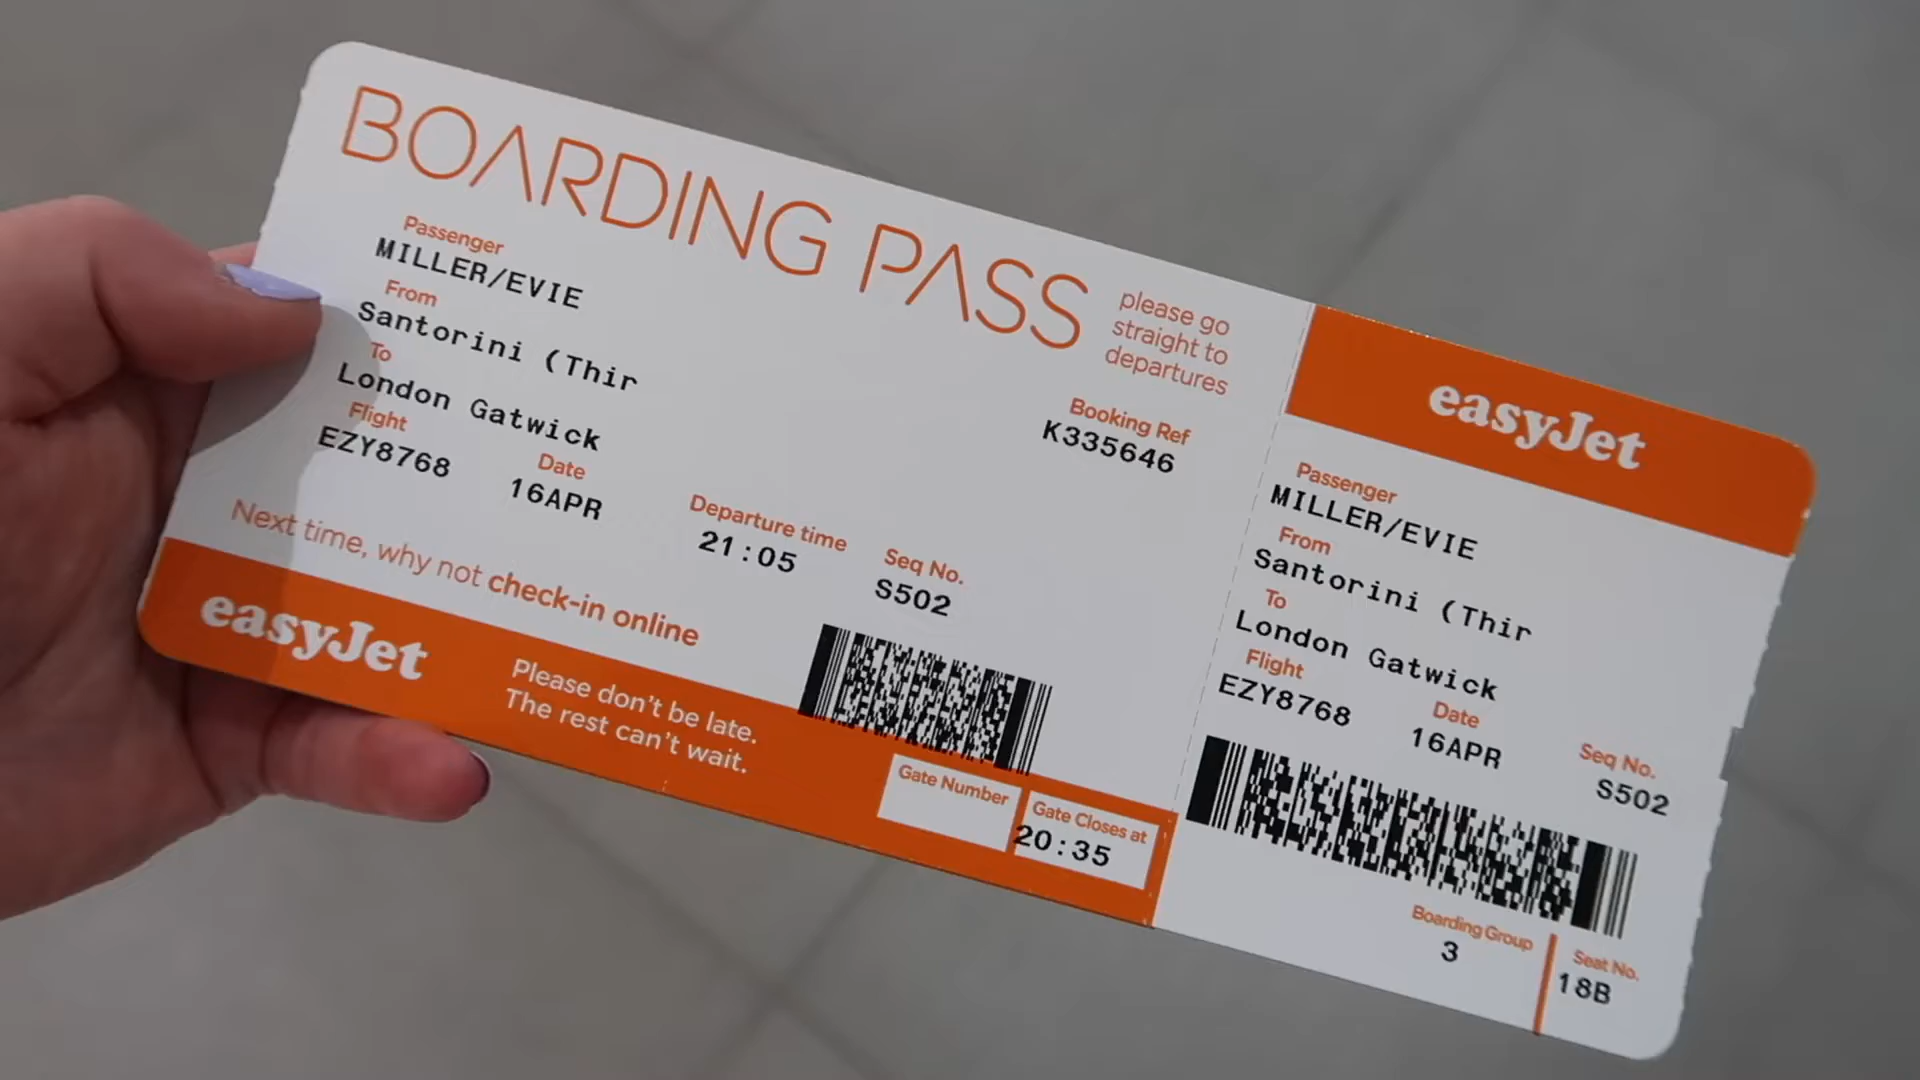 BOARDING PASS
please go
straight to
departures
Passenger
MILLER/EVIE
From
Santorini (Thir
To
London Gatwick
Flight
EZY8768
Date
16APR
Departure time
21:05
Seq No.
S502
Booking Ref
K335646
Next time, why not check-in online
easyJet
Please don't be late.
The rest can't wait.
Gate Number
Gate Closes at
20:35
easyJet
Passenger
MILLER/EVIE
From
Santorini (Thir
To
London Gatwick
Flight
EZY8768
Date
16APR
Seq No.
S502
Boarding Group
3
Seat No.
18B